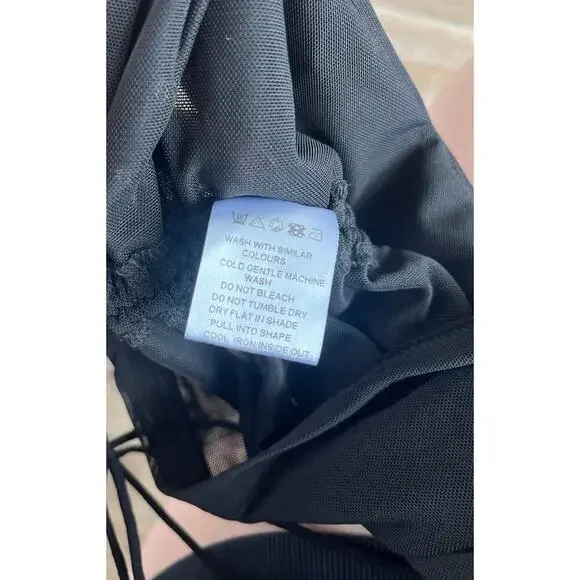 WASH WITH SIMILAR
COLOURS
COLD GENTLE MACHINE
WASH
DO NOT BLEACH
DO NOT TUMBLE DRY
DRY FLAT IN SHADE
PULL INTO SHAPE
COOL IRON INSIDE OUT